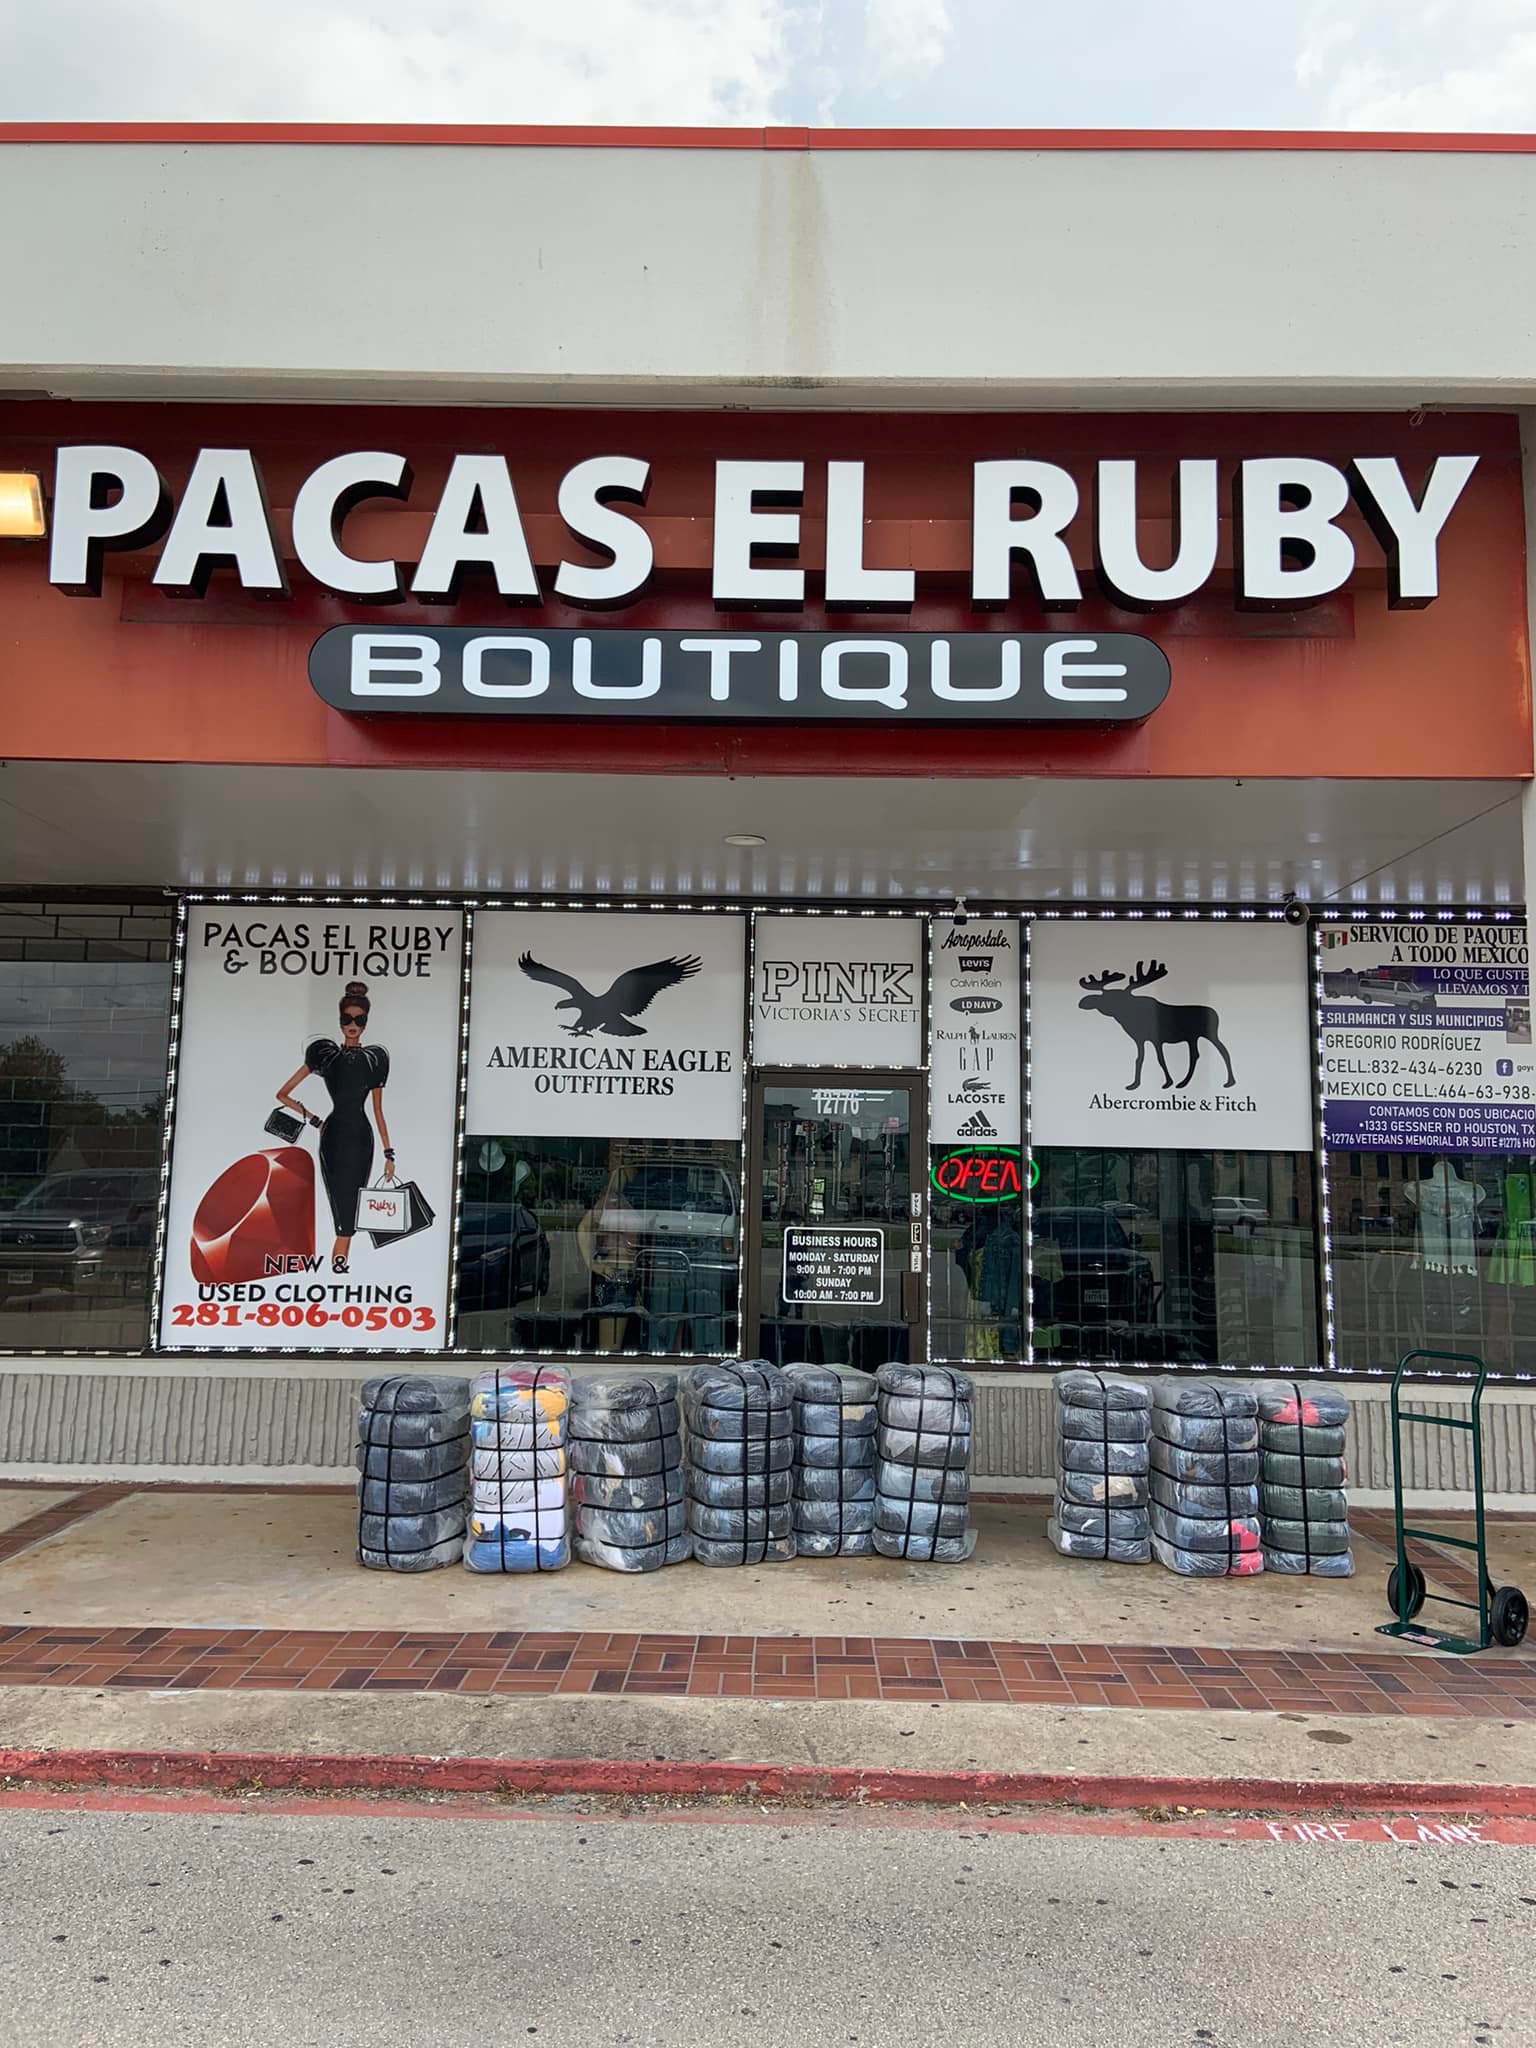 PACAS EL RUBY
BOUTIQUE
PACAS EL RUBY
& BOUTIQUE
Ruby
NEW &
USED CLOTHING
281-806-0503
AMERICAN EAGLE
OUTFITTERS
PINK
VICTORIA'S SECRET
12776
BUSINESS HOURS
MONDAY - SATURDAY
9:00 AM - 7:00 PM
SUNDAY
10:00 AM - 7:00 PM
Aéropostale
LEVI'S
Calvin Klein
LD NAVY
RALPH LAUREN
GAP
LACOSTE
adidas
OPEN
Abercrombie & Fitch
SERVICIO DE PAQUET
A TODO MEXICO
LO QUE GUSTE
LLEVAMOS Y T
SALAMANCA Y SUS MUNICIPIOS
GREGORIO RODRÍGUEZ
CELL:832-434-6230
MEXICO CELL:464-63-938-
CONTAMOS CON DOS UBICACIO
•1333 GESSNER RD HOUSTON, TX
•12776 VETERANS MEMORIAL DR SUITE #12776 HO
FIRE LANE